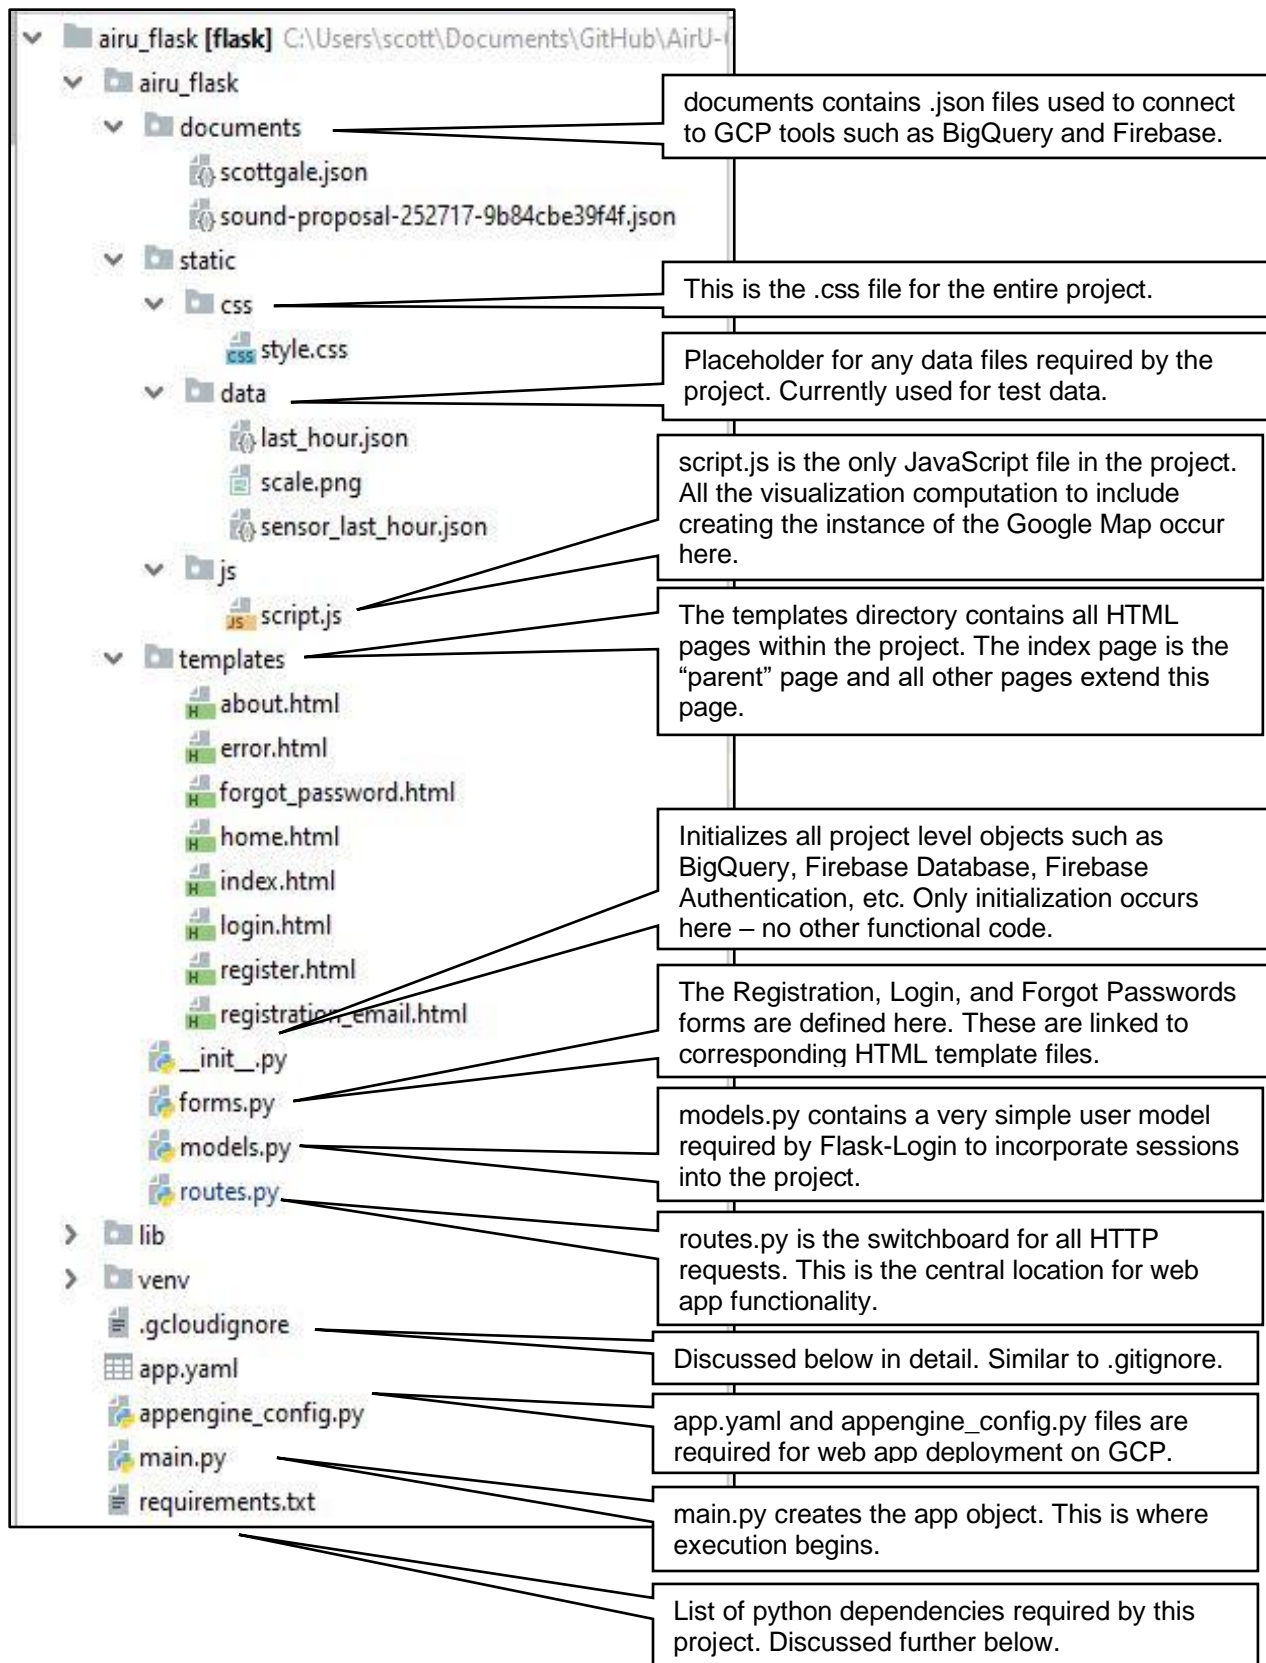 airu_flask [flask] C:\Users\scott\Documents\GitHub\AirU-
airu_flask
documents
scottgale.json
sound-proposal-252717-9b84cbe39f4f.json
static
css
style.css
data
last_hour.json
scale.png
sensor_last_hour.json
js
script.js
templates
about.html
error.html
forgot_password.html
home.html
index.html
login.html
register.html
registration_email.html
__init__.py
forms.py
models.py
routes.py
lib
venv
.gcloudignore
app.yaml
appengine_config.py
main.py
requirements.txt
documents contains .json files used to connect
to GCP tools such as BigQuery and Firebase.
This is the .css file for the entire project.
Placeholder for any data files required by the
project. Currently used for test data.
script.js is the only JavaScript file in the project.
All the visualization computation to include
creating the instance of the Google Map occur
here.
The templates directory contains all HTML
pages within the project. The index page is the
“parent” page and all other pages extend this
page.
Initializes all project level objects such as
BigQuery, Firebase Database, Firebase
Authentication, etc. Only initialization occurs
here – no other functional code.
The Registration, Login, and Forgot Passwords
forms are defined here. These are linked to
corresponding HTML template files.
models.py contains a very simple user model
required by Flask-Login to incorporate sessions
into the project.
routes.py is the switchboard for all HTTP
requests. This is the central location for web
app functionality.
Discussed below in detail. Similar to .gitignore.
app.yaml and appengine_config.py files are
required for web app deployment on GCP.
main.py creates the app object. This is where
execution begins.
List of python dependencies required by this
project. Discussed further below.